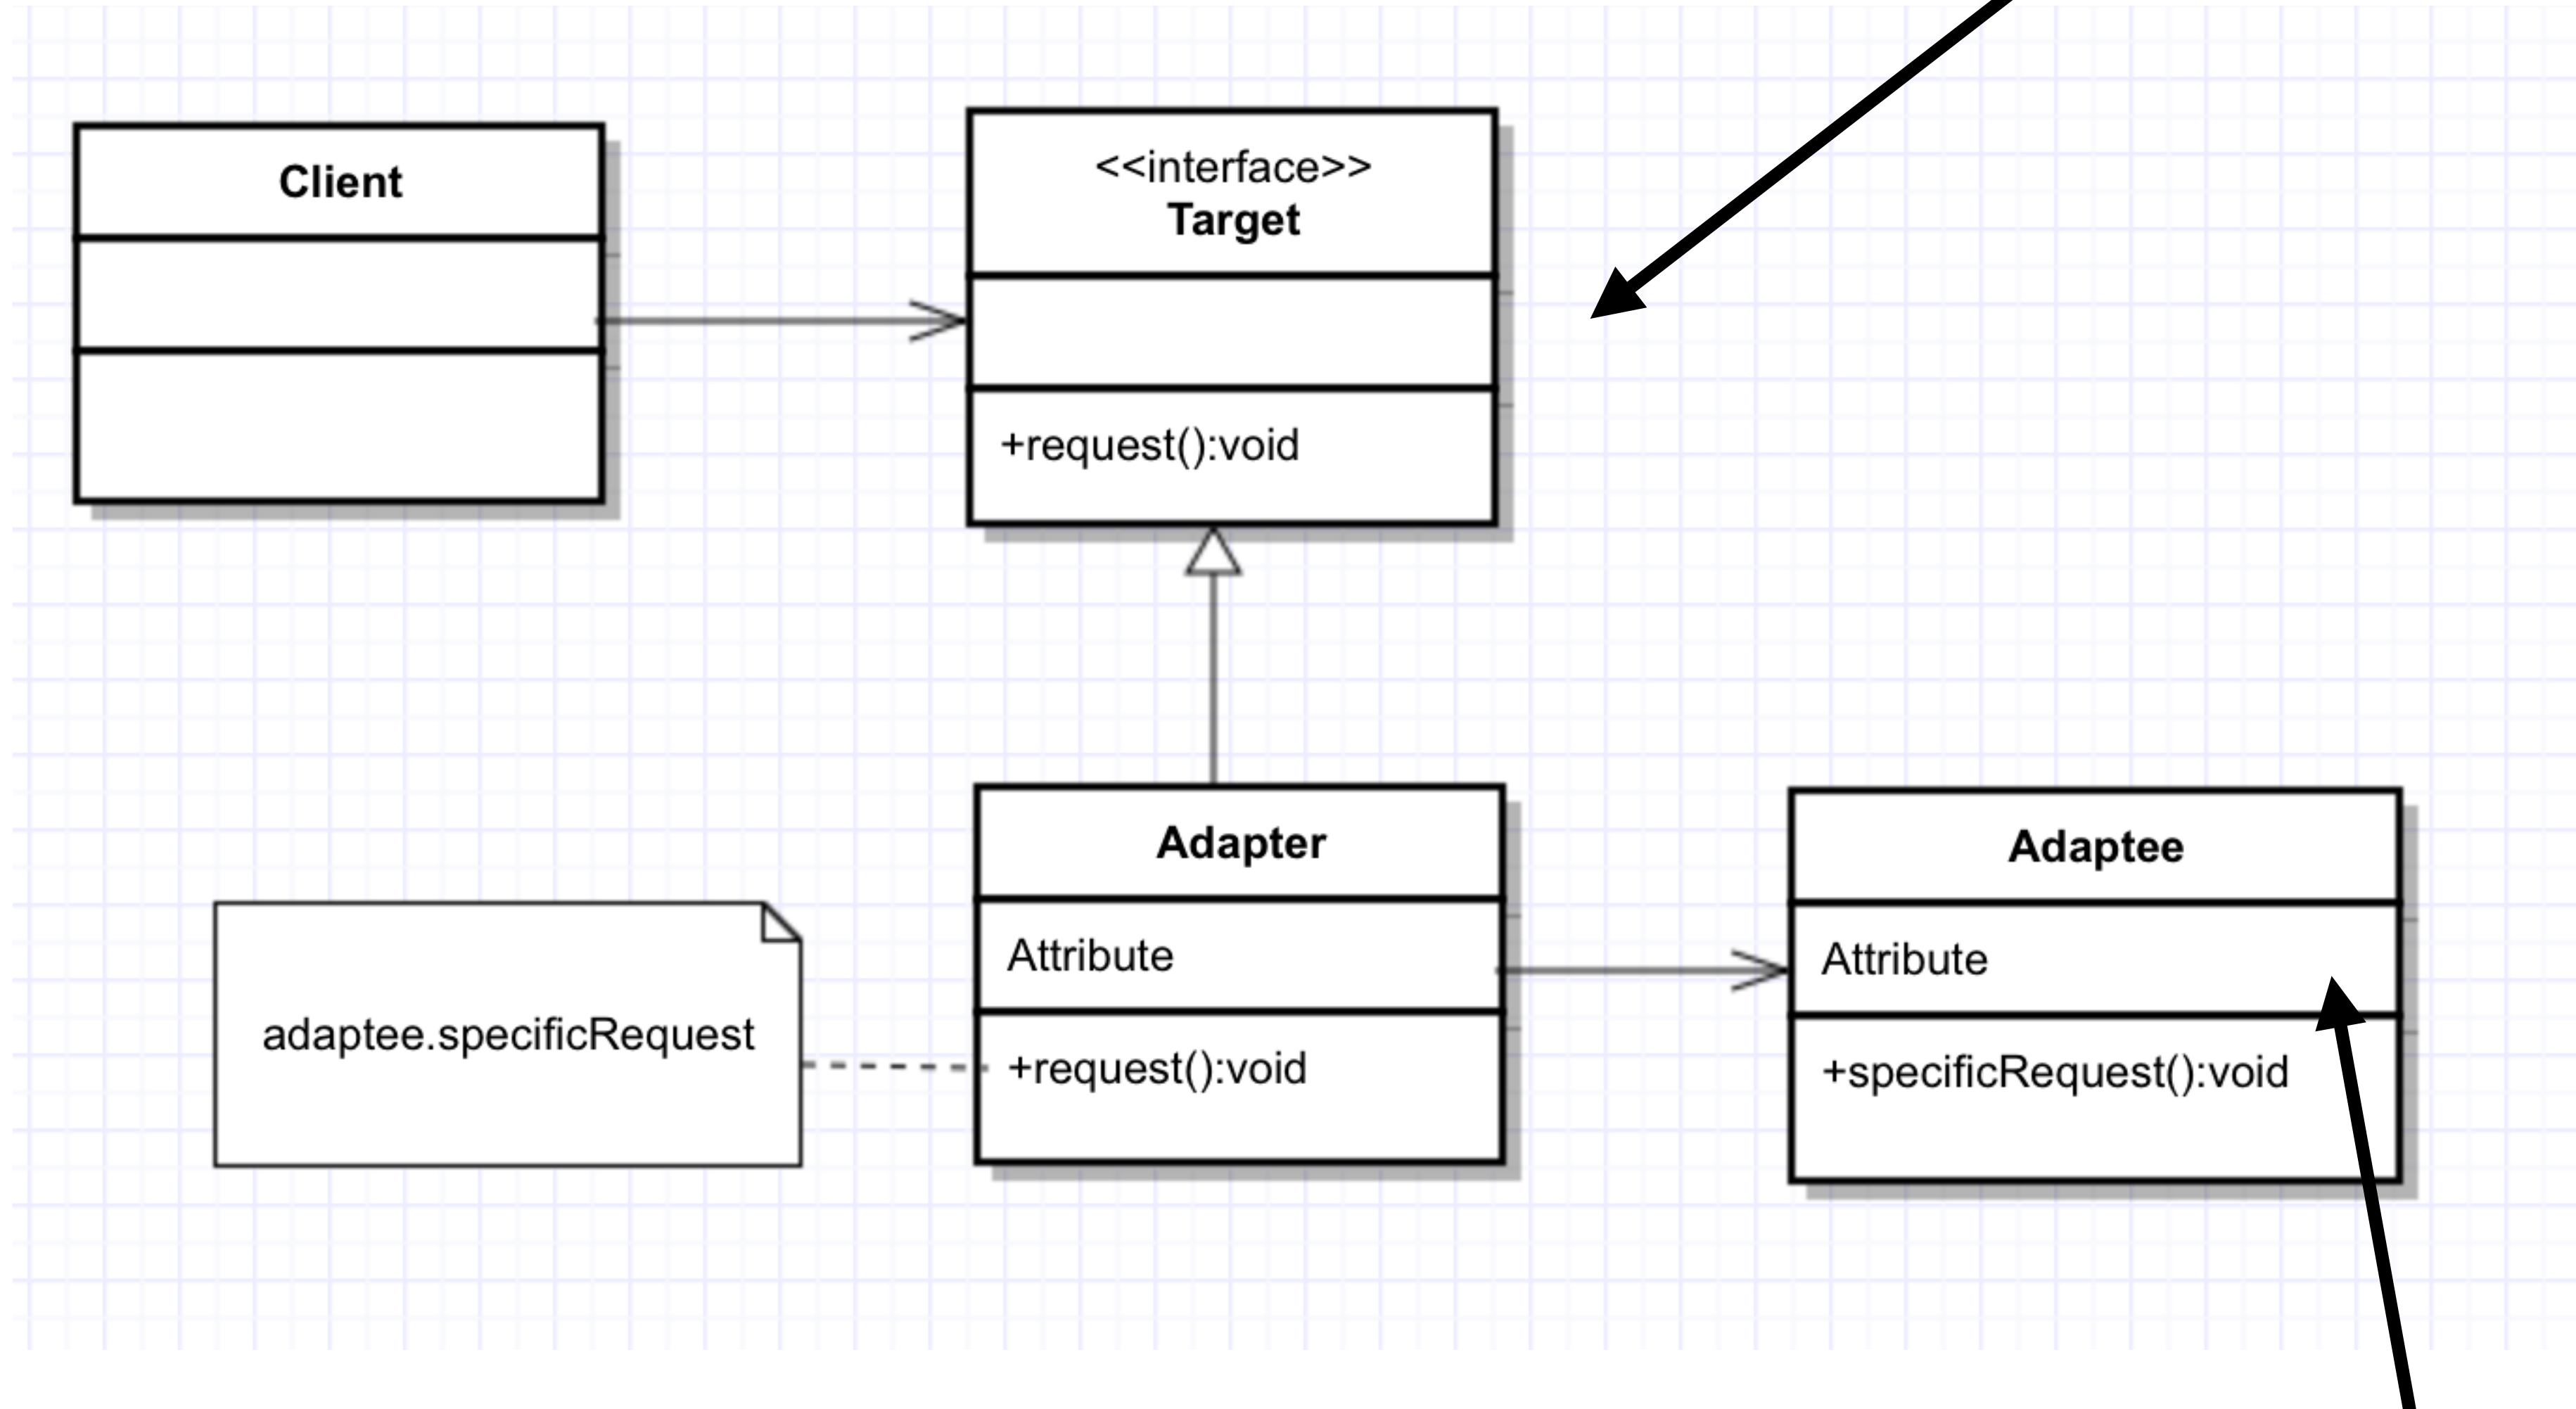 Client
<<interface>>
Target
+request():void
Adapter
Attribute
+request():void
Adaptee
Attribute
+specificRequest():void
adaptee.specificRequest